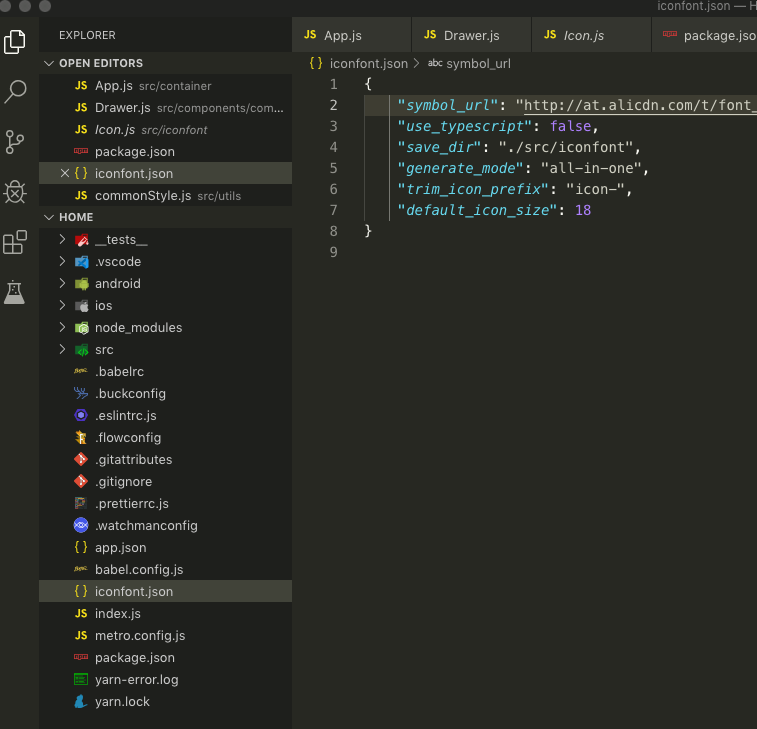 iconfont.json — H
EXPLORER
OPEN EDITORS
JS App.js src/container
JS Drawer.js src/components/com...
JS Icon.js src/iconfont
package.json
{ } iconfont.json
JS commonStyle.js src/utils
HOME
__tests__
.vscode
android
ios
node_modules
src
.babelrc
.buckconfig
.eslintrc.js
.flowconfig
.gitattributes
.gitignore
.prettierrc.js
.watchmanconfig
{ } app.json
babel.config.js
{ } iconfont.json
JS index.js
JS metro.config.js
package.json
yarn-error.log
yarn.lock
JS App.js
JS Drawer.js
JS Icon.js
package.jso
{ } iconfont.json > abc symbol_url
1 {
2 "symbol_url": "http://at.alicdn.com/t/font_
3 "use_typescript": false,
4 "save_dir": "./src/iconfont",
5 "generate_mode": "all-in-one",
6 "trim_icon_prefix": "icon-",
7 "default_icon_size": 18
8 }
9